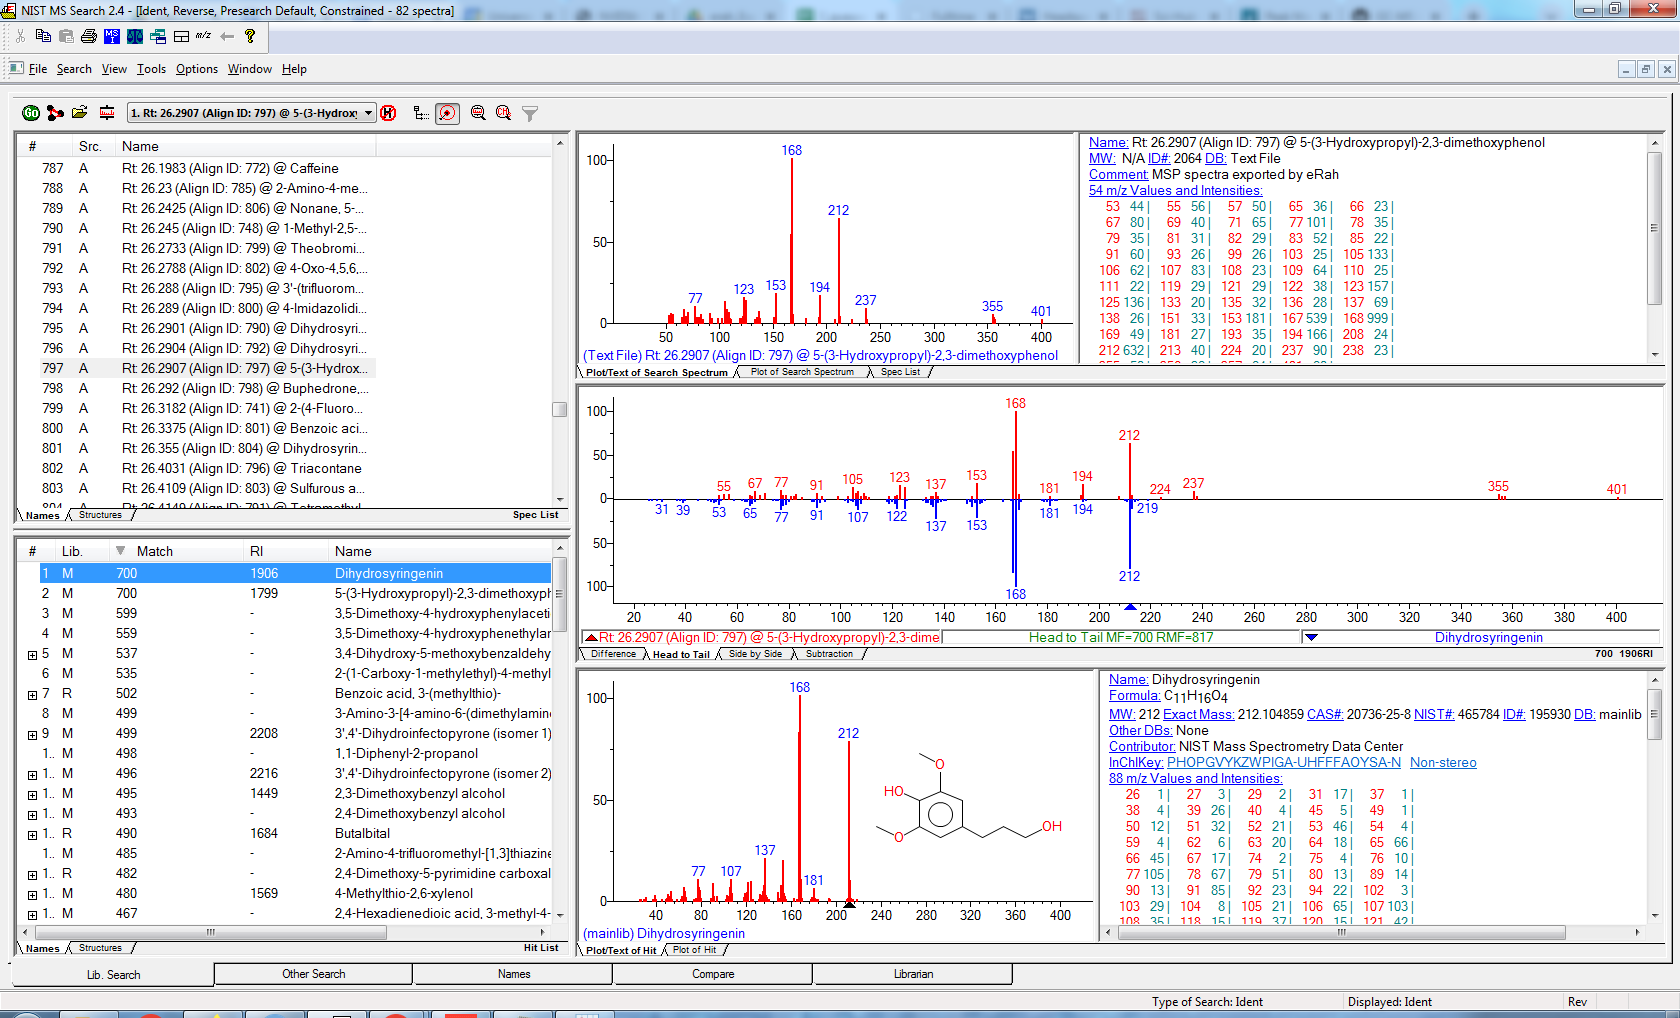 NIST MS Search 2.4 - [Ident, Reverse, Presearch Default, Constrained - 82 spectra]
File Search View Tools Options Window Help
1. Rt: 26.2907 (Align ID: 797) @ 5-(3-Hydroxy
# Src. Name
787 A Rt: 26.1983 (Align ID: 772) @ Caffeine
788 A Rt: 26.23 (Align ID: 785) @ 2-Amino-4-me...
789 A Rt: 26.2425 (Align ID: 806) @ Nonane, 5-...
790 A Rt: 26.245 (Align ID: 748) @ 1-Methyl-2,5-...
791 A Rt: 26.2733 (Align ID: 799) @ Theobromi...
792 A Rt: 26.2788 (Align ID: 802) @ 4-Oxo-4,5,6,...
793 A Rt: 26.288 (Align ID: 795) @ 3'-(trifluorom...
794 A Rt: 26.289 (Align ID: 800) @ 4-Imidazolidi...
795 A Rt: 26.2901 (Align ID: 790) @ Dihydrosyri...
796 A Rt: 26.2904 (Align ID: 792) @ Dihydrosyri...
797 A Rt: 26.2907 (Align ID: 797) @ 5-(3-Hydrox...
798 A Rt: 26.292 (Align ID: 798) @ Buphedrone,...
799 A Rt: 26.3182 (Align ID: 741) @ 2-(4-Fluoro...
800 A Rt: 26.3375 (Align ID: 801) @ Benzoic aci...
801 A Rt: 26.355 (Align ID: 804) @ Dihydrosyrin...
802 A Rt: 26.4031 (Align ID: 796) @ Triacontane
803 A Rt: 26.4109 (Align ID: 803) @ Sulfurous a...
Names Structures Spec List
# Lib. Match RI Name
1 M 700 1906 Dihydrosyringenin
2 M 700 1799 5-(3-Hydroxypropyl)-2,3-dimethoxyph
3 M 599 - 3,5-Dimethoxy-4-hydroxyphenylaceti
4 M 559 - 3,5-Dimethoxy-4-hydroxyphenethylar
5 M 537 - 3,4-Dihydroxy-5-methoxybenzaldehy
6 M 535 - 2-(1-Carboxy-1-methylethyl)-4-methyl
7 R 502 - Benzoic acid, 3-(methylthio)-
8 M 499 - 3-Amino-3-[4-amino-6-(dimethylamin
9 M 499 2208 3',4'-Dihydroinfectopyrone (isomer 1)
1.. M 498 - 1,1-Diphenyl-2-propanol
1.. M 496 2216 3',4'-Dihydroinfectopyrone (isomer 2)
1.. M 495 1449 2,3-Dimethoxybenzyl alcohol
1.. M 493 - 2,4-Dimethoxybenzyl alcohol
1.. R 490 1684 Butalbital
1.. M 485 - 2-Amino-4-trifluoromethyl-[1,3]thiazine
1.. R 482 - 2,4-Dimethoxy-5-pyrimidine carboxal
1.. M 480 1569 4-Methylthio-2,6-xylenol
1.. M 467 - 2,4-Hexadienedioic acid, 3-methyl-4-
Names Structures Hit List
100 50 0
168 212 77 123 153 194 237 355 401
50 100 150 200 250 300 350 400
(Text File) Rt: 26.2907 (Align ID: 797) @ 5-(3-Hydroxypropyl)-2,3-dimethoxyphenol
Plot/Text of Search Spectrum Plot of Search Spectrum Spec List
Name: Rt: 26.2907 (Align ID: 797) @ 5-(3-Hydroxypropyl)-2,3-dimethoxyphenol
MW: N/A ID#: 2064 DB: Text File
Comment: MSP spectra exported by eRah
54 m/z Values and Intensities:
53 44| 55 56| 57 50| 65 36| 66 23|
67 80| 69 40| 71 65| 77 101| 78 35|
79 35| 81 31| 82 29| 83 52| 85 22|
91 60| 93 26| 99 26| 103 25| 105 133|
106 62| 107 83| 108 23| 109 64| 110 25|
111 22| 119 29| 121 29| 122 38| 123 157|
125 136| 133 20| 135 32| 136 28| 137 69|
138 26| 151 33| 153 181| 167 539| 168 999|
169 49| 181 27| 193 35| 194 166| 208 24|
212 632| 213 40| 224 20| 237 90| 238 23|
100 50 0 50 100
168 212 55 67 77 91 105 123 137 153 181 194 224 237 355 401
31 39 53 65 77 91 107 122 137 153 181 194 219 212 168
20 40 60 80 100 120 140 160 180 200 220 240 260 280 300 320 340 360 380 400
Rt: 26.2907 (Align ID: 797) @ 5-(3-Hydroxypropyl)-2,3-dime Head to Tail MF=700 RMF=817 Dihydrosyringenin
Difference Head to Tail Side by Side Subtraction 700 1906RI
100 50 0
168 212 77 107 137 181
O HO O OH
40 80 120 160 200 240 280 320 360 400
(mainlib) Dihydrosyringenin
Plot/Text of Hit Plot of Hit
Name: Dihydrosyringenin
Formula: C11H16O4
MW: 212 Exact Mass: 212.104859 CAS#: 20736-25-8 NIST#: 465784 ID#: 195930 DB: mainlib
Other DBs: None
Contributor: NIST Mass Spectrometry Data Center
InChIKey: PHOPGVYKZWPIGA-UHFFFAOYSA-N Non-stereo
88 m/z Values and Intensities:
26 1| 27 3| 29 2| 31 17| 37 1|
38 4| 39 26| 40 4| 45 5| 49 1|
50 12| 51 32| 52 21| 53 46| 54 4|
59 4| 62 6| 63 20| 64 18| 65 66|
66 45| 67 17| 74 2| 75 4| 76 10|
77 105| 78 67| 79 51| 80 13| 89 14|
90 13| 91 85| 92 23| 94 22| 102 3|
103 29| 104 8| 105 21| 106 65| 107 103|
108 35| 118 15| 119 37| 120 15| 121 42|
Lib. Search Other Search Names Compare Librarian
Type of Search: Ident Displayed: Ident Rev